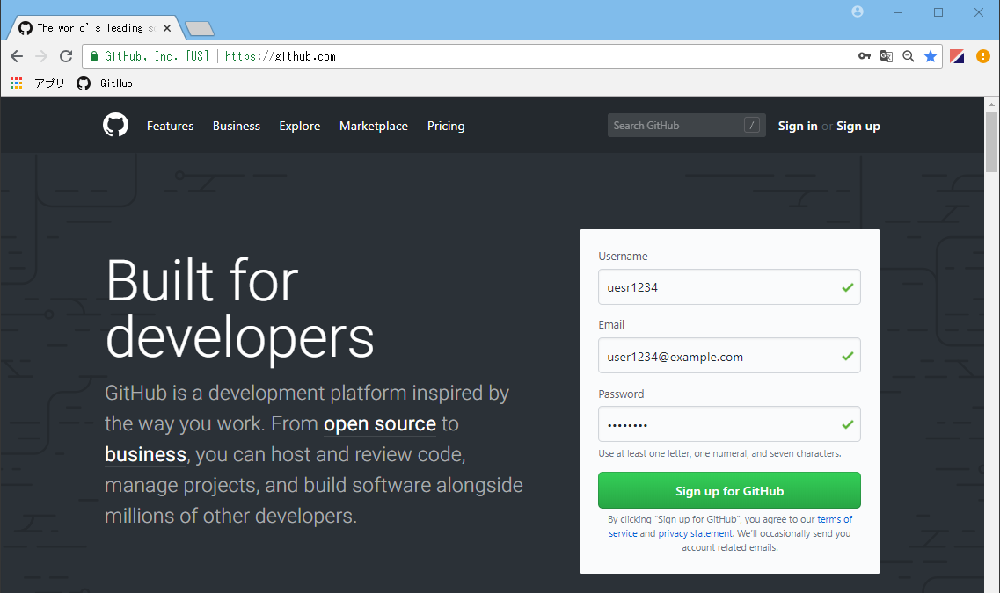 The world's leading s
GitHub, Inc. [US] | https://github.com
アプリ GitHub
Features Business Explore Marketplace Pricing Search GitHub / Sign in or Sign up
Built for
developers
GitHub is a development platform inspired by
the way you work. From open source to
business, you can host and review code,
manage projects, and build software alongside
millions of other developers.
Username
uesr1234
Email
user1234@example.com
Password
••••••••
Use at least one letter, one numeral, and seven characters.
Sign up for GitHub
By clicking “Sign up for GitHub”, you agree to our terms of
service and privacy statement. We’ll occasionally send you
account related emails.